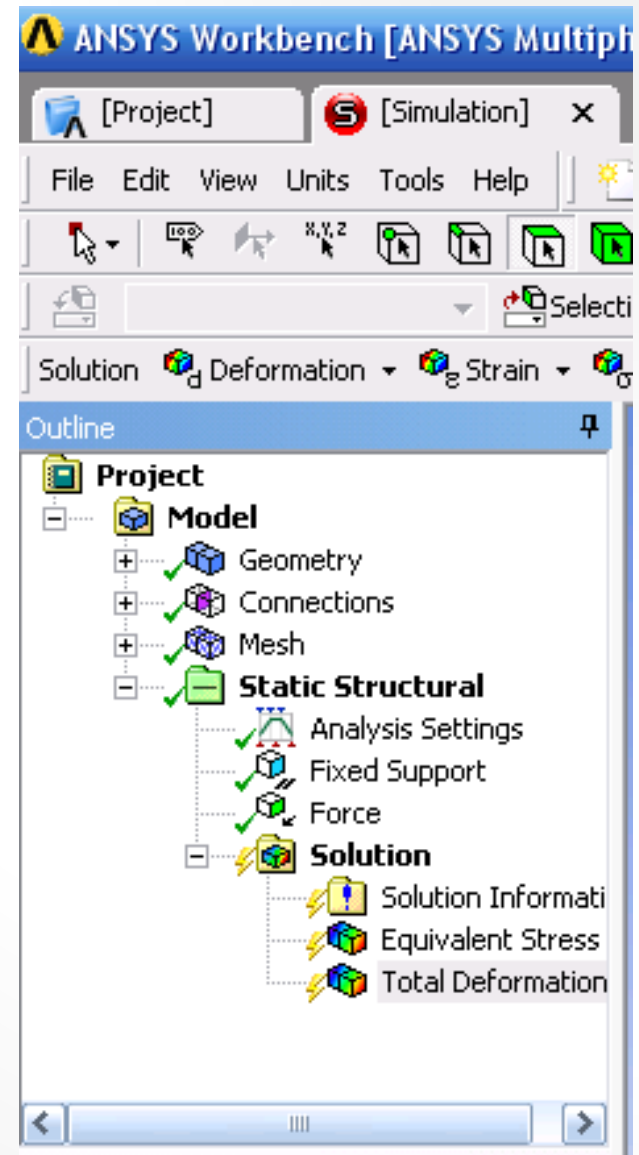 ANSYS Workbench [ANSYS Multiph
[Project] [Simulation]
File Edit View Units Tools Help
X,Y,Z
Selecti
Solution Deformation Strain
Outline
Project
Model
Geometry
Connections
Mesh
Static Structural
Analysis Settings
Fixed Support
Force
Solution
Solution Informati
Equivalent Stress
Total Deformation